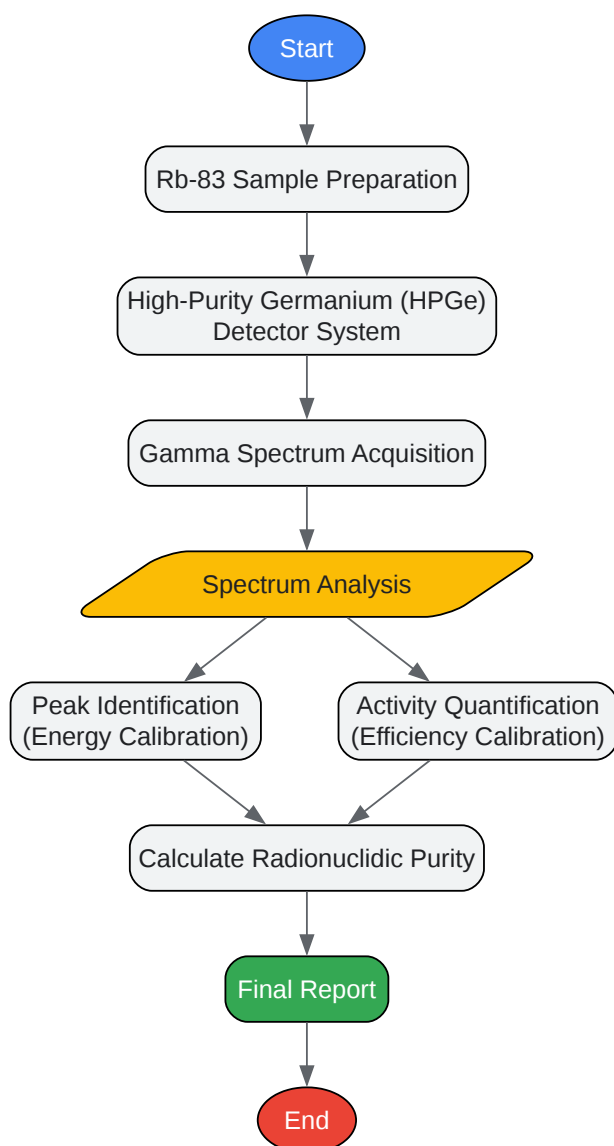 Start
Rb-83 Sample Preparation
High-Purity Germanium (HPGe)
Detector System
Gamma Spectrum Acquisition
Spectrum Analysis
Peak Identification
(Energy Calibration)
Activity Quantification
(Efficiency Calibration)
Calculate Radionuclidic Purity
Final Report
End